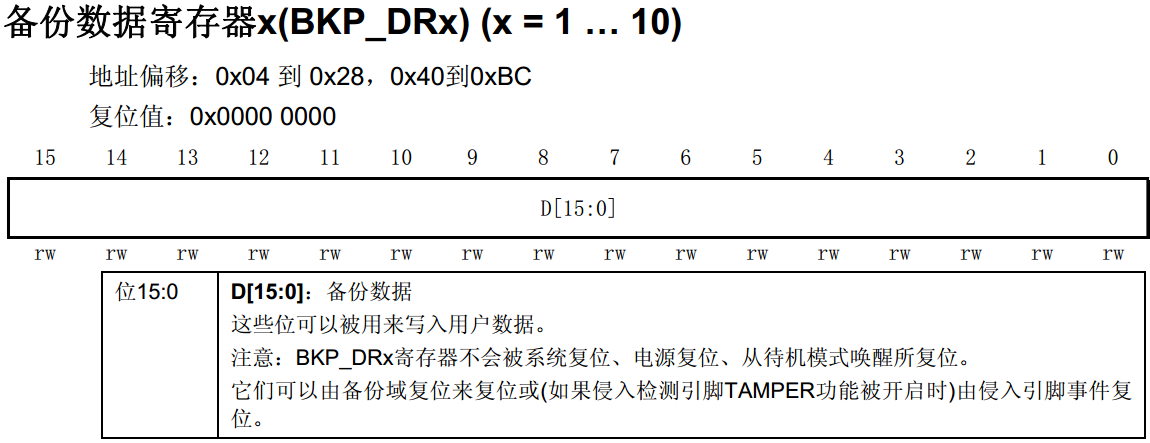 备份数据寄存器x(BKP_DRx) (x = 1 … 10)
地址偏移：0x04 到 0x28，0x40到0xBC
复位值：0x0000 0000
15 14 13 12 11 10 9 8 7 6 5 4 3 2 1 0
D[15:0]
rw rw rw rw rw rw rw rw rw rw rw rw rw rw rw rw
位15:0 D[15:0]：备份数据
这些位可以被用来写入用户数据。
注意：BKP_DRx寄存器不会被系统复位、电源复位、从待机模式唤醒所复位。
它们可以由备份域复位来复位或(如果侵入检测引脚TAMPER功能被开启时)由侵入引脚事件复
位。